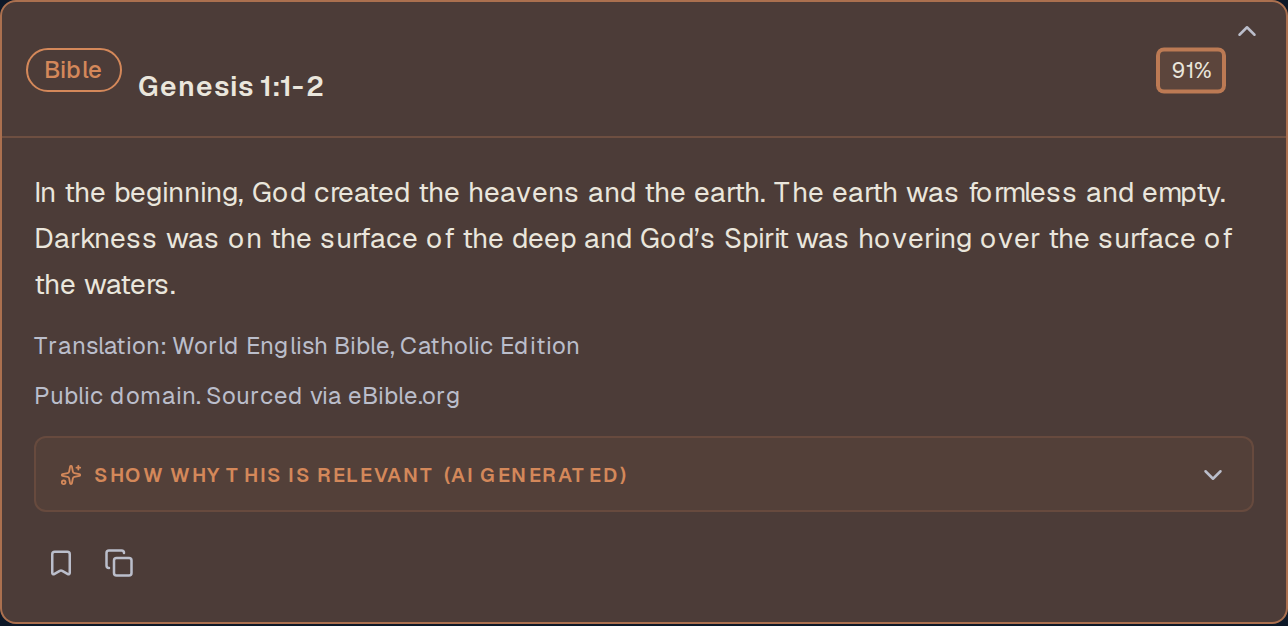 Bible
Genesis 1:1-2
91%
In the beginning, God created the heavens and the earth. The earth was formless and empty.
Darkness was on the surface of the deep and God’s Spirit was hovering over the surface of
the waters.
Translation: World English Bible, Catholic Edition
Public domain. Sourced via eBible.org
SHOW WHY THIS IS RELEVANT (AI GENERATED)